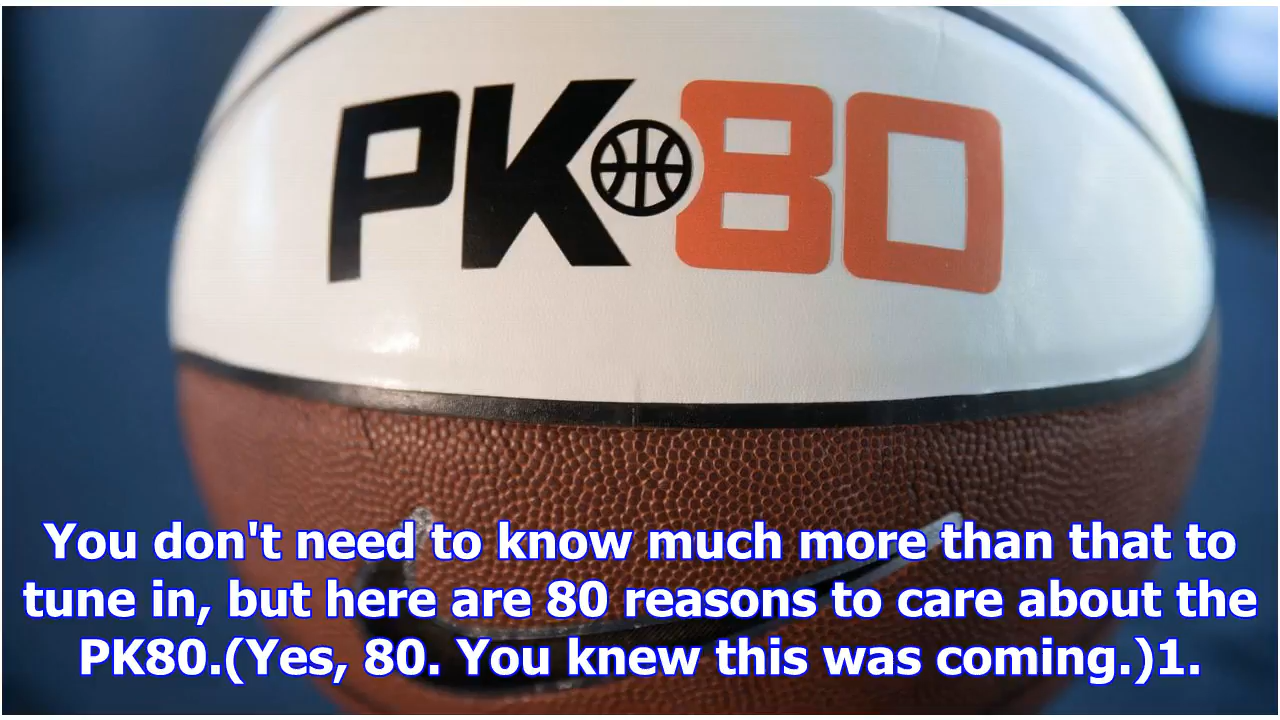 PK80
You don't need to know much more than that to
tune in, but here are 80 reasons to care about the
PK80.(Yes, 80. You knew this was coming.)1.